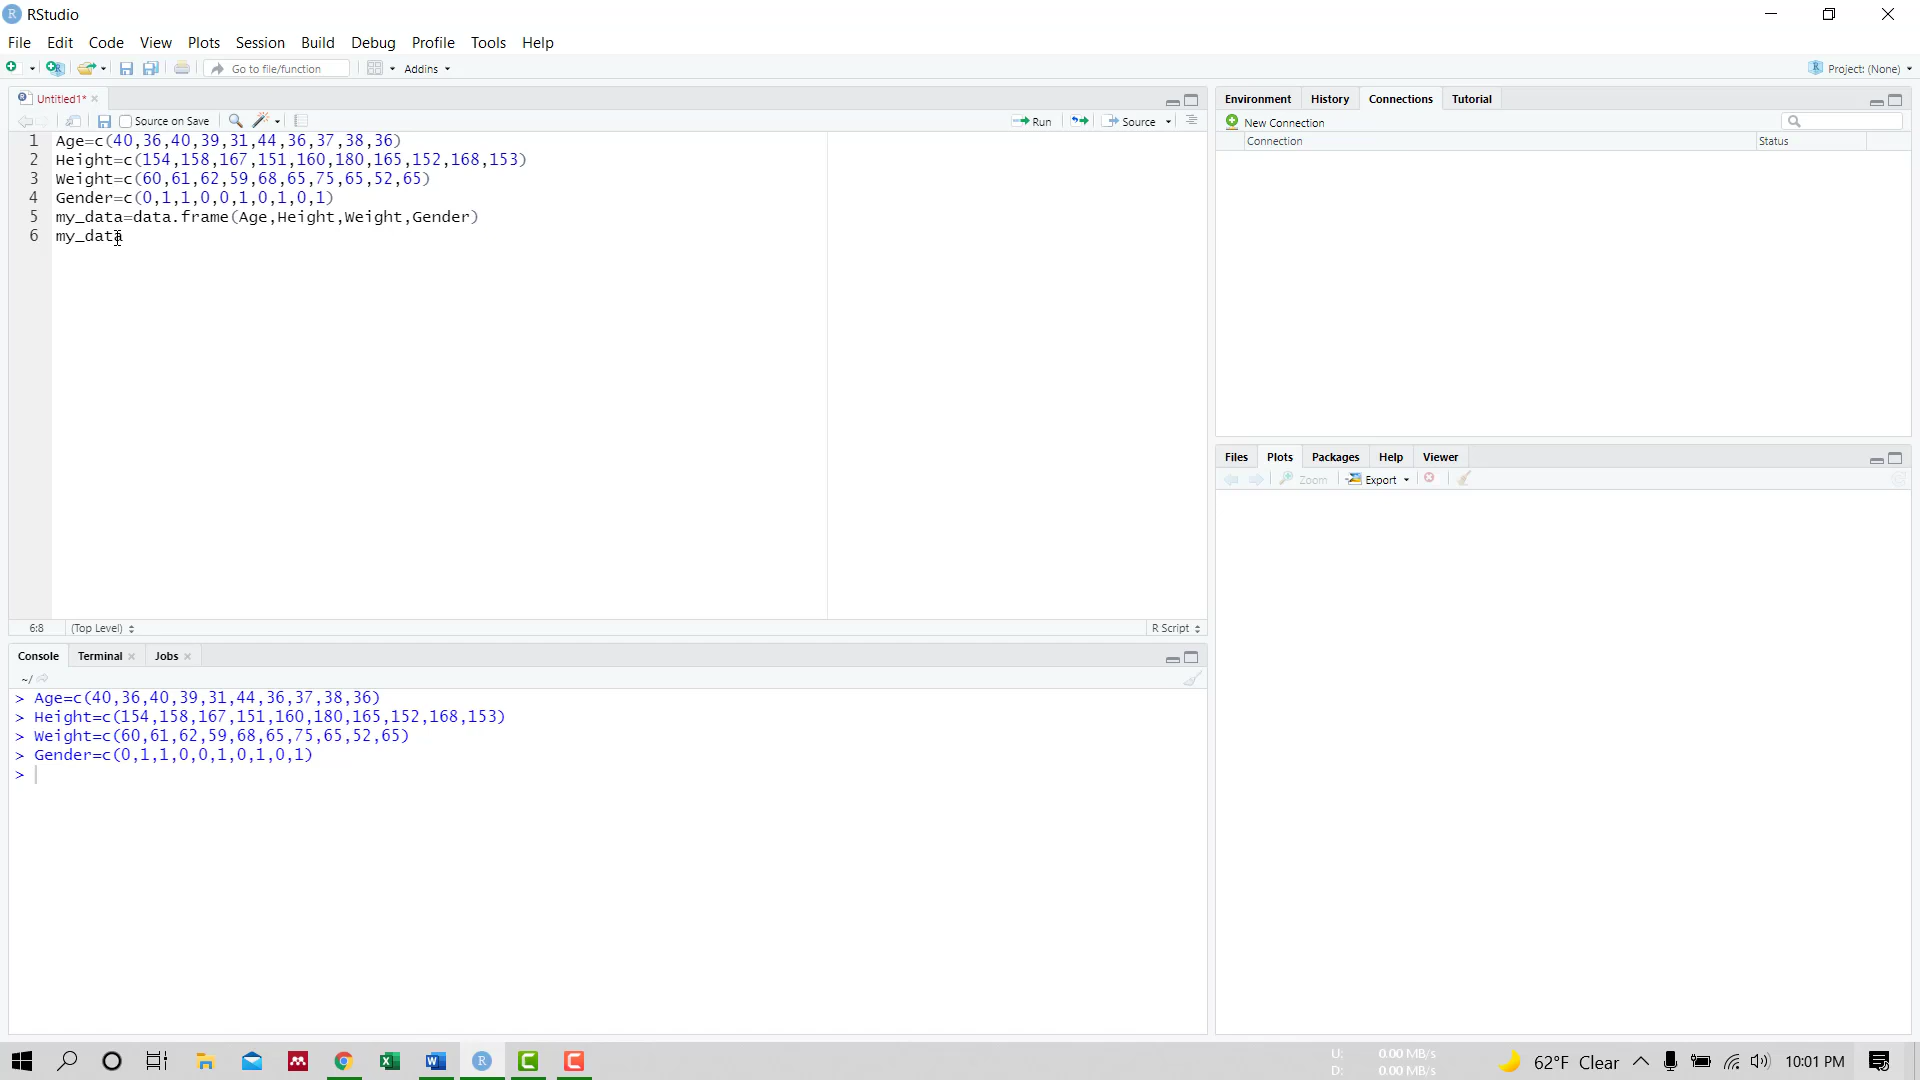 RStudio
File Edit Code View Plots Session Build Debug Profile Tools Help
Go to file/function Addins Project: (None)
Untitled1*
Source on Save Run Source
1 Age=c(40,36,40,39,31,44,36,37,38,36)
2 Height=c(154,158,167,151,160,180,165,152,168,153)
3 Weight=c(60,61,62,59,68,65,75,65,52,65)
4 Gender=c(0,1,1,0,0,1,0,1,0,1)
5 my_data=data.frame(Age,Height,Weight,Gender)
6 my_data
6:8 (Top Level) R Script
Console Terminal Jobs
~/
> Age=c(40,36,40,39,31,44,36,37,38,36)
> Height=c(154,158,167,151,160,180,165,152,168,153)
> Weight=c(60,61,62,59,68,65,75,65,52,65)
> Gender=c(0,1,1,0,0,1,0,1,0,1)
>
Environment History Connections Tutorial
New Connection
Connection Status
Files Plots Packages Help Viewer
Zoom Export
U: 0.00 MB/s
D: 0.00 MB/s
62°F Clear 10:01 PM